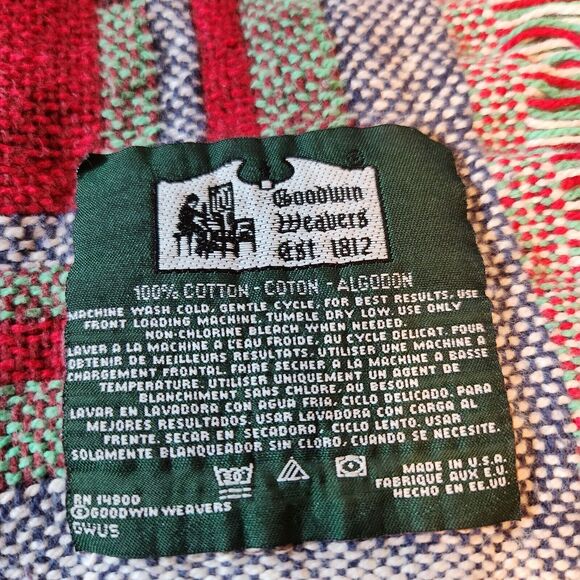 Goodwin
Weavers
Est 1812
100% COTTON - COTON - ALGODON
MACHINE WASH COLD, GENTLE CYCLE, FOR BEST RESULTS, USE
FRONT LOADING MACHINE. TUMBLE DRY LOW. USE ONLY
NON-CHLORINE BLEACH WHEN NEEDED.
LAVER A LA MACHINE A L'EAU FROIDE, AU CYCLE DELICAT. POUR
OBTENIR DE MEILLEURS RESULTATS, UTILISER UNE MACHINE A
CHARGEMENT FRONTAL. FAIRE SECHER A LA MACHINE A BASSE
TEMPERATURE. UTILISER UNIQUEMENT UN AGENT DE
BLANCHIMENT SANS CHLORE, AU BESOIN
LAVAR EN LAVADORA CON AGUA FRIA, CICLO DELICADO. PARA
MEJORES RESULTADOS. USAR LAVADORA CON CARGA AL
FRENTE. SECAR EN SECADORA, CICLO LENTO. USAR
SOLAMENTE BLANQUEADOR SIN CLORO, CUANDO SE NECESITE.
RN 14900
©GOODWIN WEAVERS
GWUS
MADE IN U.S.A.
FABRIQUE AUX E.U.
HECHO EN EE.UU.